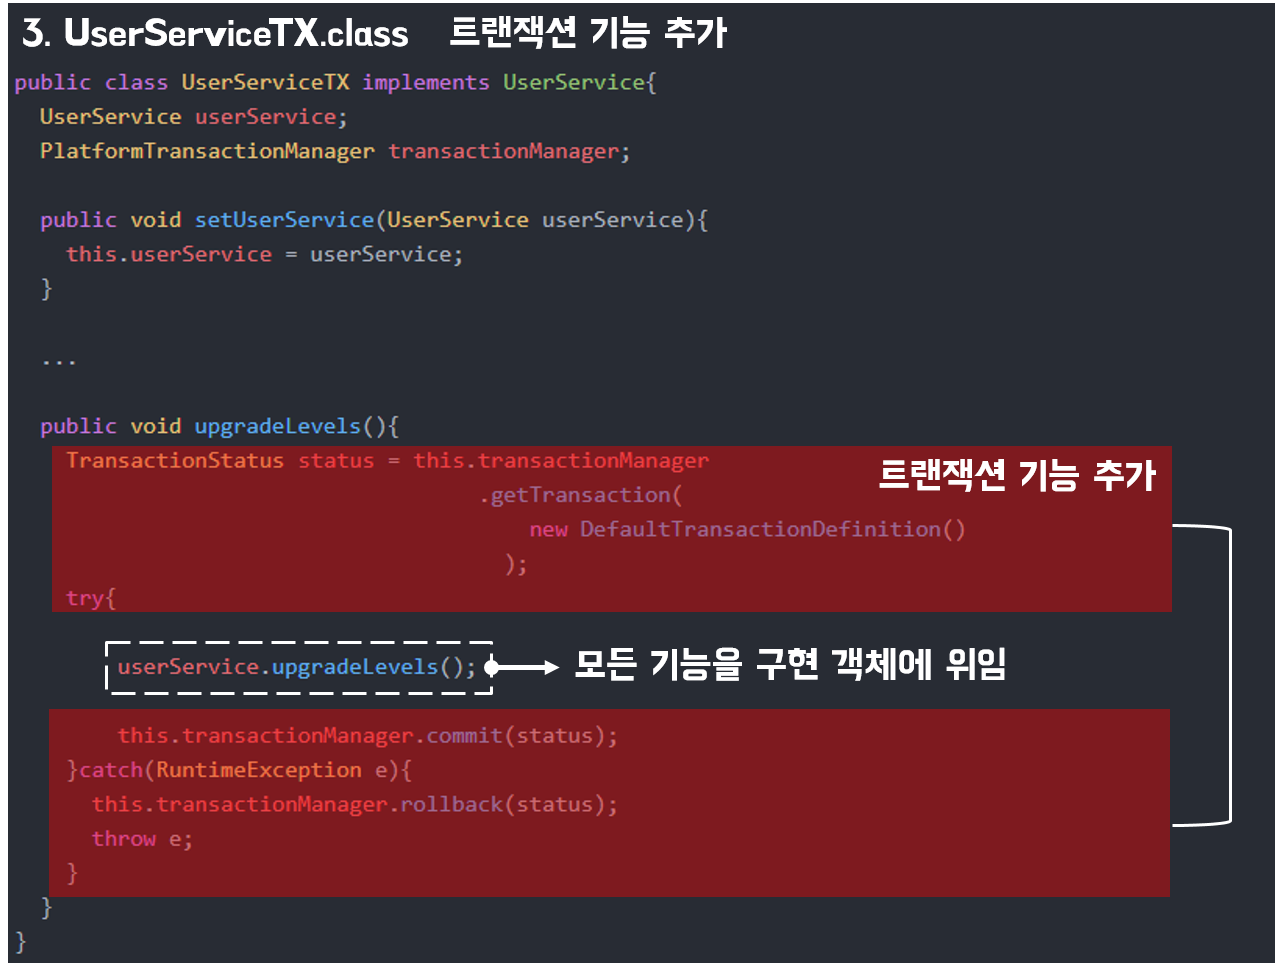 3. UserServiceTX.class 트랜잭션 기능 추가
public class UserServiceTX implements UserService{
UserService userService;
PlatformTransactionManager transactionManager;
public void setUserService(UserService userService){
this.userService = userService;
}
...
public void upgradeLevels(){
TransactionStatus status = this.transactionManager
트랜잭션 기능 추가
.getTransaction(
new DefaultTransactionDefinition()
);
try{
userService.upgradeLevels(); 모든 기능을 구현 객체에 위임
this.transactionManager.commit(status);
}catch(RuntimeException e){
this.transactionManager.rollback(status);
throw e;
}
}
}